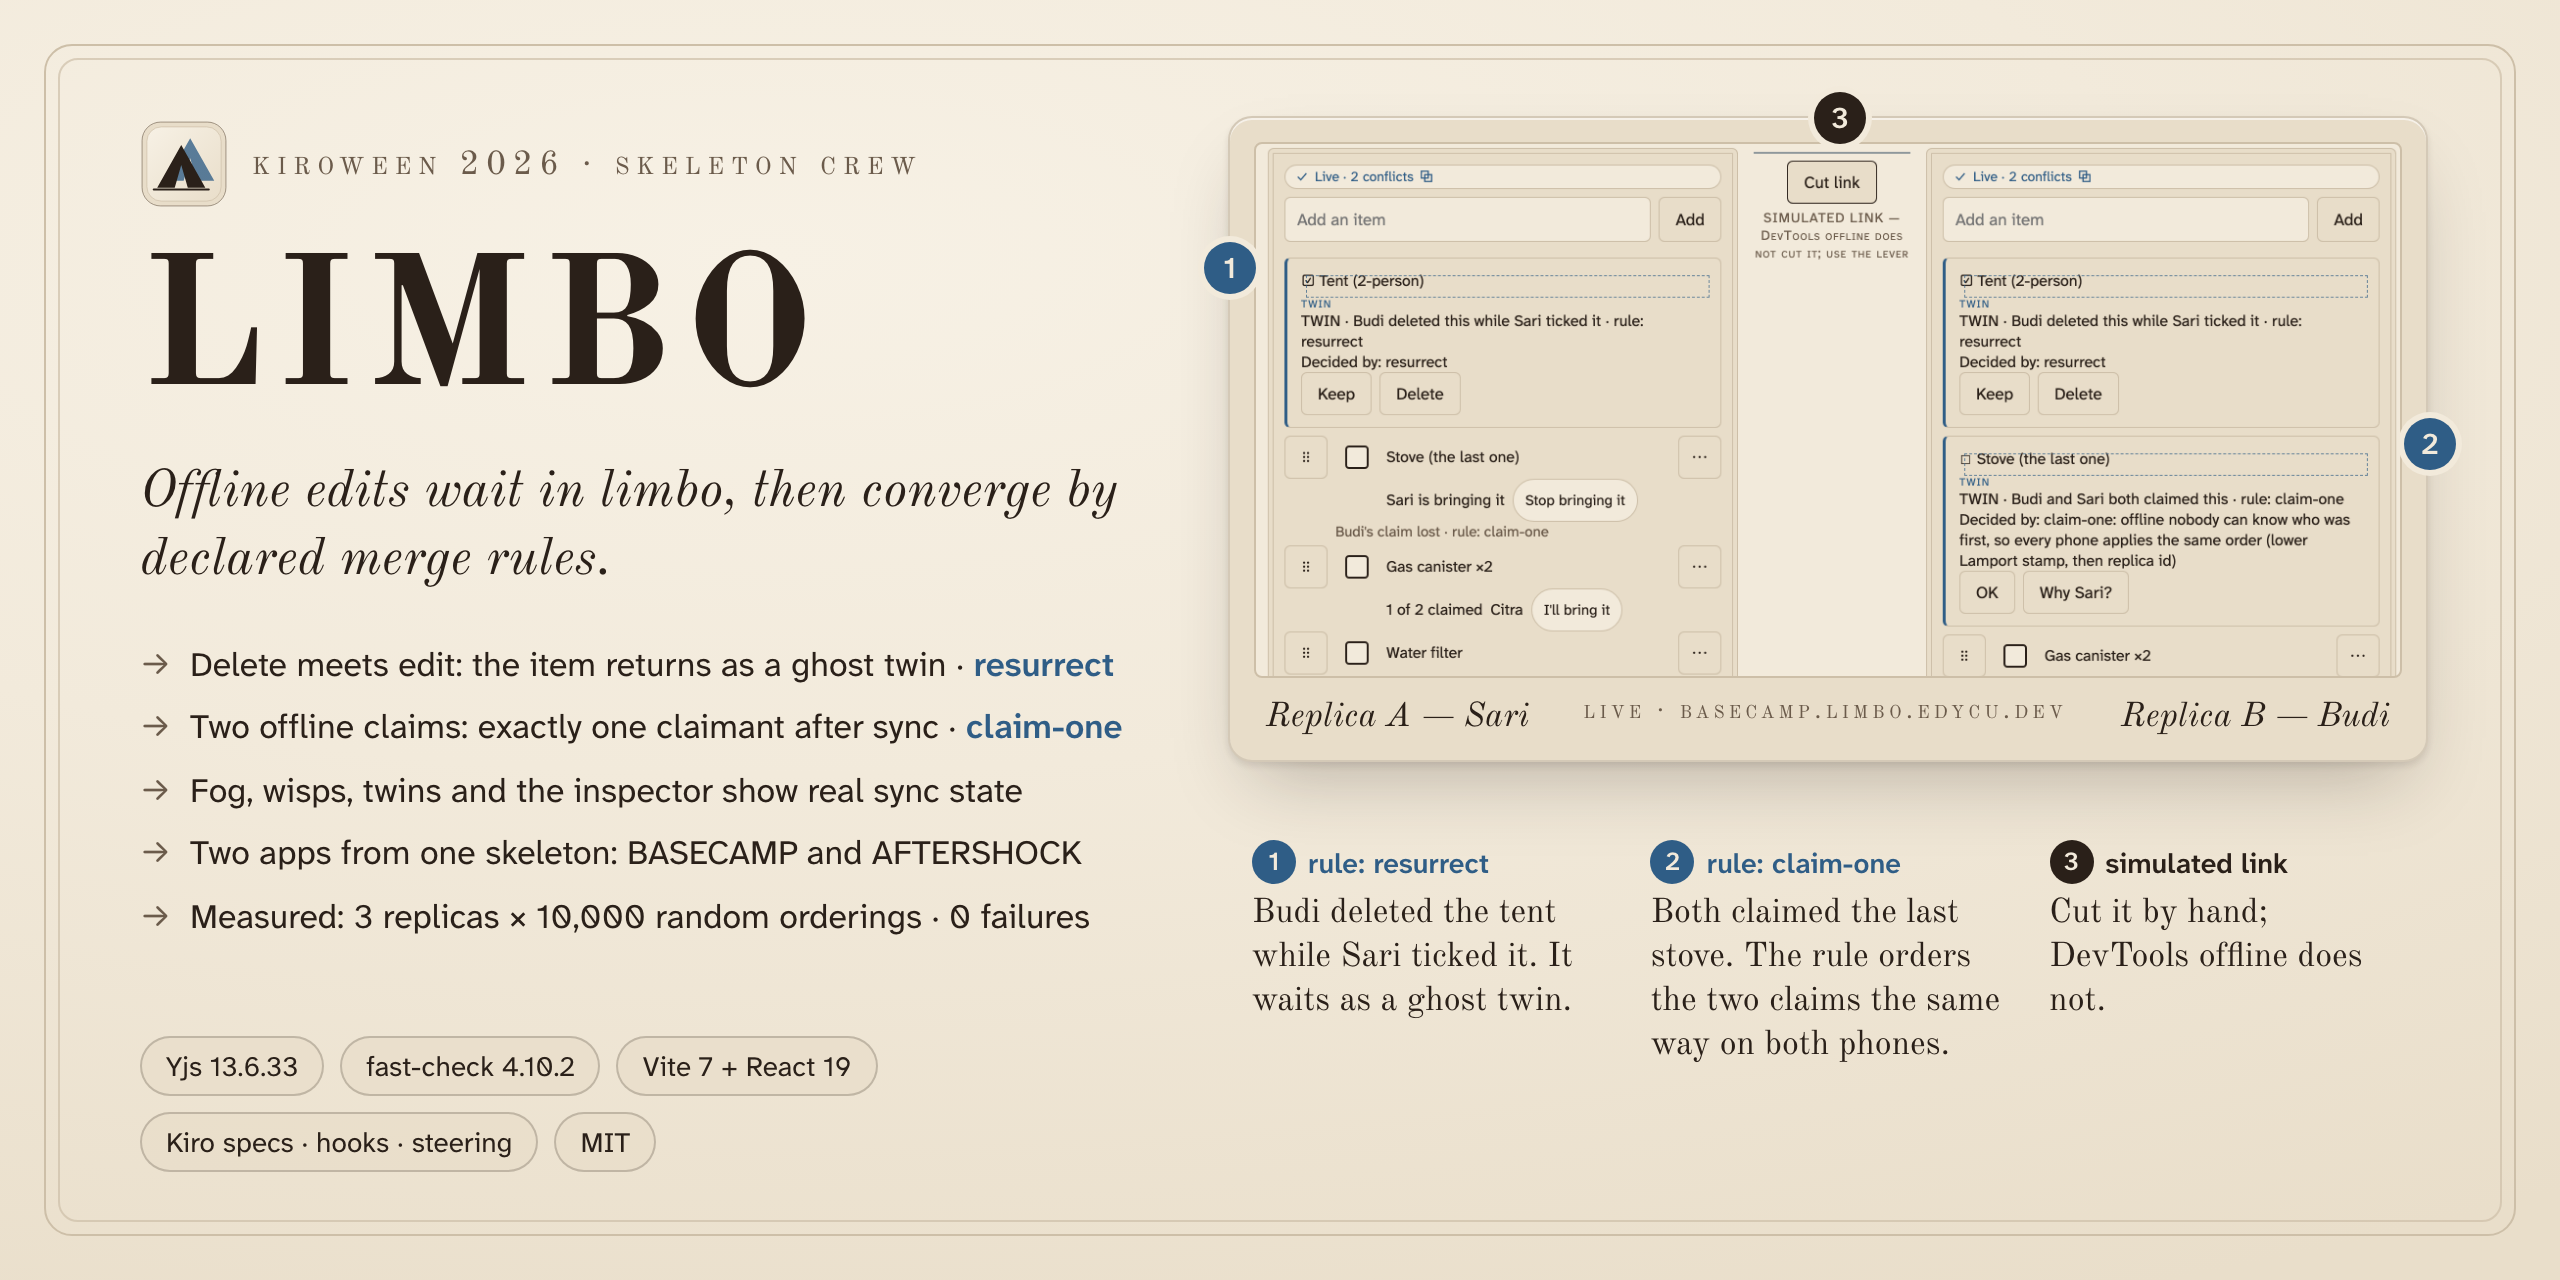 KIROWEEN 2026 · SKELETON CREW
LIMBO
Offline edits wait in limbo, then converge by
declared merge rules.
→ Delete meets edit: the item returns as a ghost twin · resurrect
→ Two offline claims: exactly one claimant after sync · claim-one
→ Fog, wisps, twins and the inspector show real sync state
→ Two apps from one skeleton: BASECAMP and AFTERSHOCK
→ Measured: 3 replicas × 10,000 random orderings · 0 failures
Yjs 13.6.33
fast-check 4.10.2
Vite 7 + React 19
Kiro specs · hooks · steering
MIT
1
Live · 2 conflicts
Add an item
Add
Tent (2-person)
TWIN
TWIN · Budi deleted this while Sari ticked it · rule:
resurrect
Decided by: resurrect
Keep
Delete
Stove (the last one)
Sari is bringing it
Stop bringing it
Budi's claim lost · rule: claim-one
Gas canister ×2
1 of 2 claimed Citra
I'll bring it
Water filter
3
Cut link
SIMULATED LINK —
DEVTOOLS OFFLINE DOES
NOT CUT IT; USE THE LEVER
Live · 2 conflicts
Add an item
Add
Tent (2-person)
TWIN
TWIN · Budi deleted this while Sari ticked it · rule:
resurrect
Decided by: resurrect
Keep
Delete
2
Stove (the last one)
TWIN
TWIN · Budi and Sari both claimed this · rule: claim-one
Decided by: claim-one: offline nobody can know who was
first, so every phone applies the same order (lower
Lamport stamp, then replica id)
OK
Why Sari?
Gas canister ×2
Replica A — Sari
LIVE · BASECAMP.LIMBO.EDYCU.DEV
Replica B — Budi
1 rule: resurrect
Budi deleted the tent
while Sari ticked it. It
waits as a ghost twin.
2 rule: claim-one
Both claimed the last
stove. The rule orders
the two claims the same
way on both phones.
3 simulated link
Cut it by hand;
DevTools offline does
not.